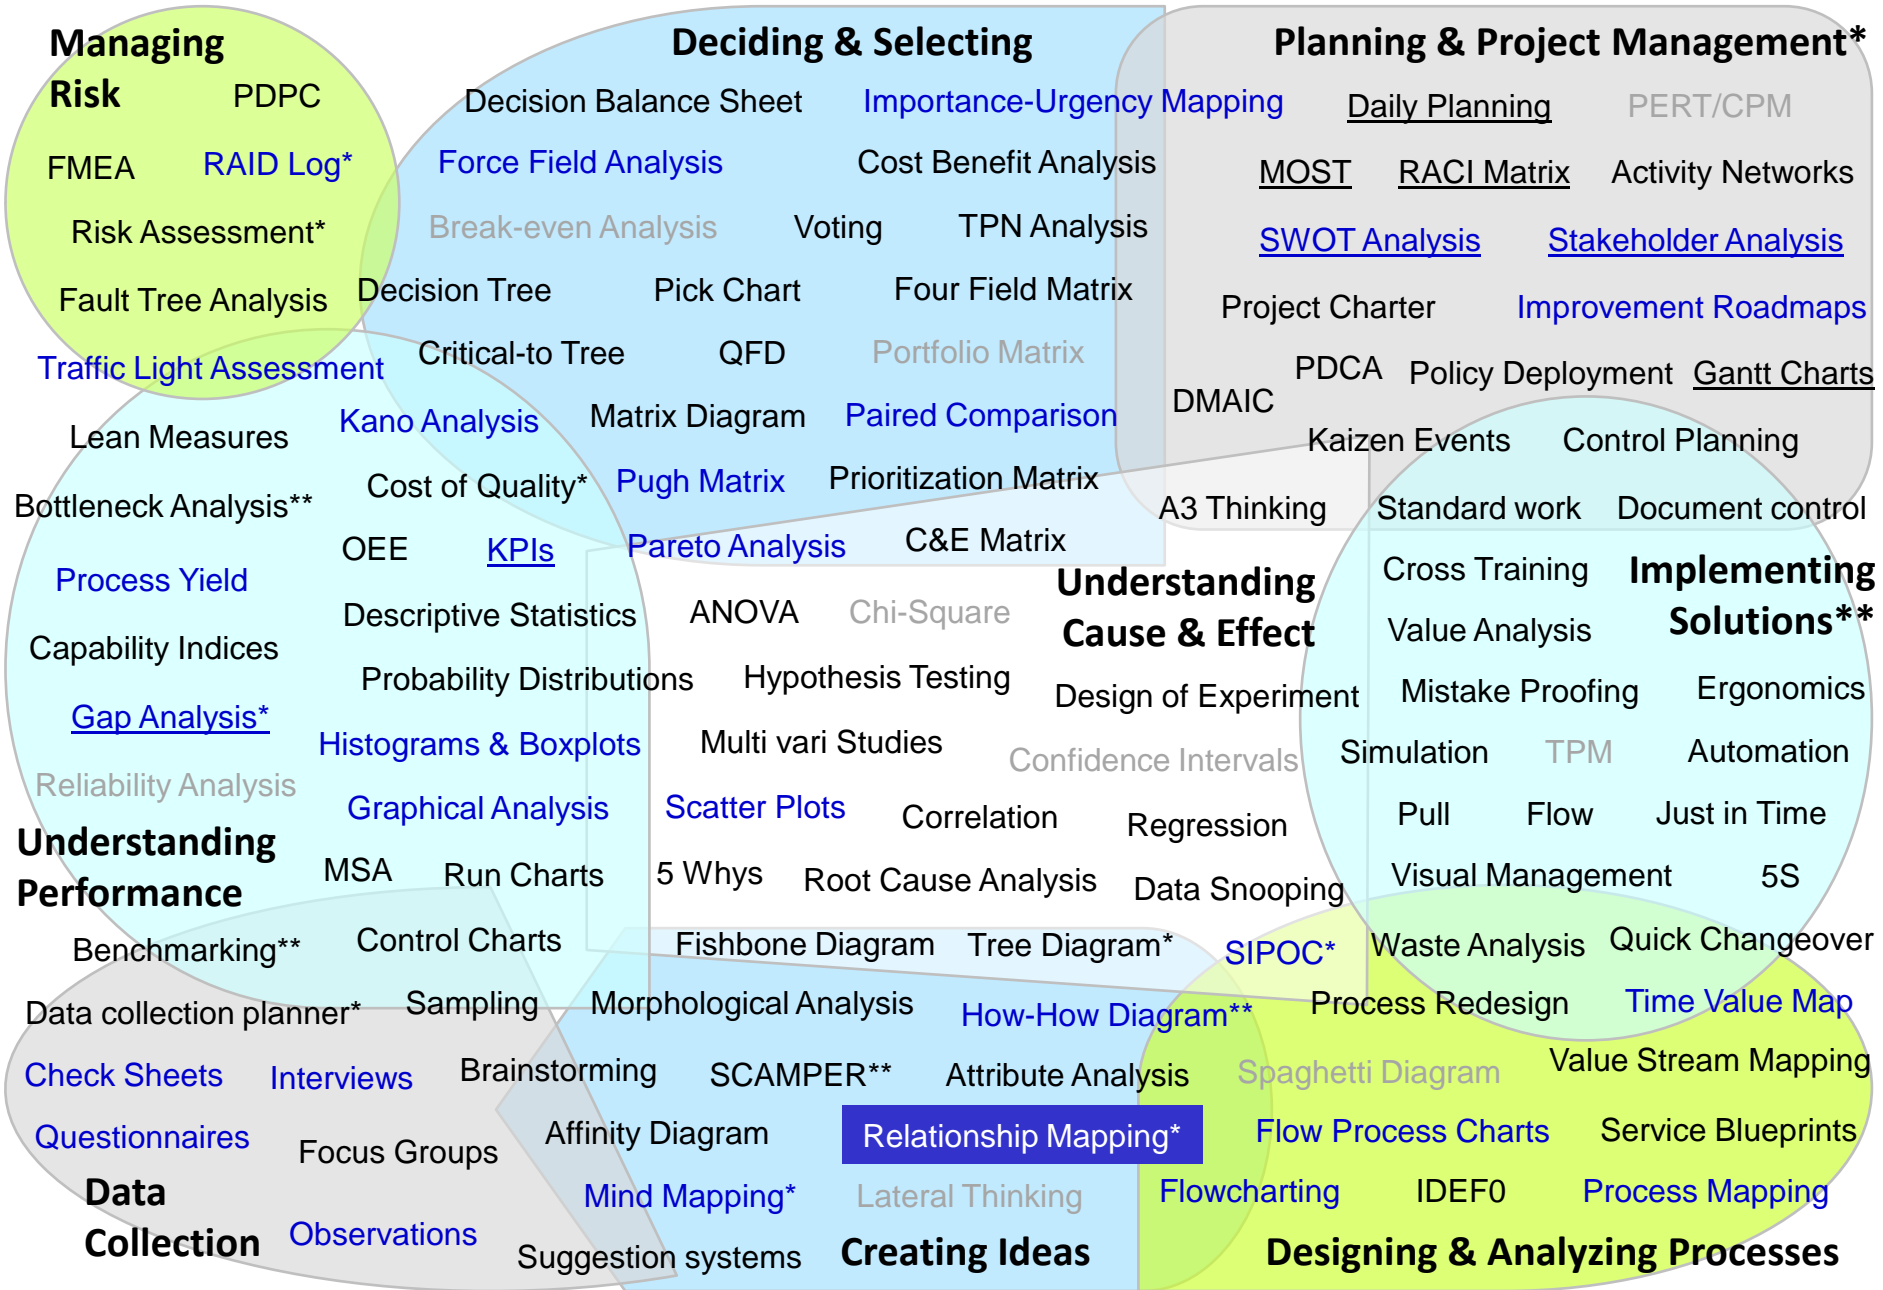 Managing
Risk
PDPC
FMEA
RAID Log*
Risk Assessment*
Fault Tree Analysis
Traffic Light Assessment
Deciding & Selecting
Decision Balance Sheet
Importance-Urgency Mapping
Force Field Analysis
Cost Benefit Analysis
Break-even Analysis
Voting
TPN Analysis
Decision Tree
Pick Chart
Four Field Matrix
Critical-to Tree
QFD
Portfolio Matrix
Kano Analysis
Matrix Diagram
Paired Comparison
Cost of Quality*
Pugh Matrix
Prioritization Matrix
Pareto Analysis
C&E Matrix
Planning & Project Management*
Daily Planning
PERT/CPM
MOST
RACI Matrix
Activity Networks
SWOT Analysis
Stakeholder Analysis
Project Charter
Improvement Roadmaps
PDCA
Policy Deployment
Gantt Charts
DMAIC
Kaizen Events
Control Planning
A3 Thinking
Standard work
Document control
Lean Measures
Bottleneck Analysis**
OEE
KPIs
Process Yield
Descriptive Statistics
Capability Indices
Probability Distributions
Gap Analysis*
Histograms & Boxplots
Reliability Analysis
Graphical Analysis
Understanding
Performance
MSA
Run Charts
Benchmarking**
Control Charts
Understanding
Cause & Effect
ANOVA
Chi-Square
Hypothesis Testing
Design of Experiment
Multi vari Studies
Confidence Intervals
Scatter Plots
Correlation
Regression
5 Whys
Root Cause Analysis
Data Snooping
Fishbone Diagram
Tree Diagram*
SIPOC*
Cross Training
Implementing
Solutions**
Value Analysis
Mistake Proofing
Ergonomics
Simulation
TPM
Automation
Pull
Flow
Just in Time
Visual Management
5S
Waste Analysis
Quick Changeover
Data collection planner*
Sampling
Check Sheets
Interviews
Questionnaires
Focus Groups
Data
Collection
Observations
Morphological Analysis
How-How Diagram**
Brainstorming
SCAMPER**
Attribute Analysis
Affinity Diagram
Relationship Mapping*
Mind Mapping*
Lateral Thinking
Suggestion systems
Creating Ideas
Process Redesign
Time Value Map
Spaghetti Diagram
Value Stream Mapping
Flow Process Charts
Service Blueprints
Flowcharting
IDEF0
Process Mapping
Designing & Analyzing Processes